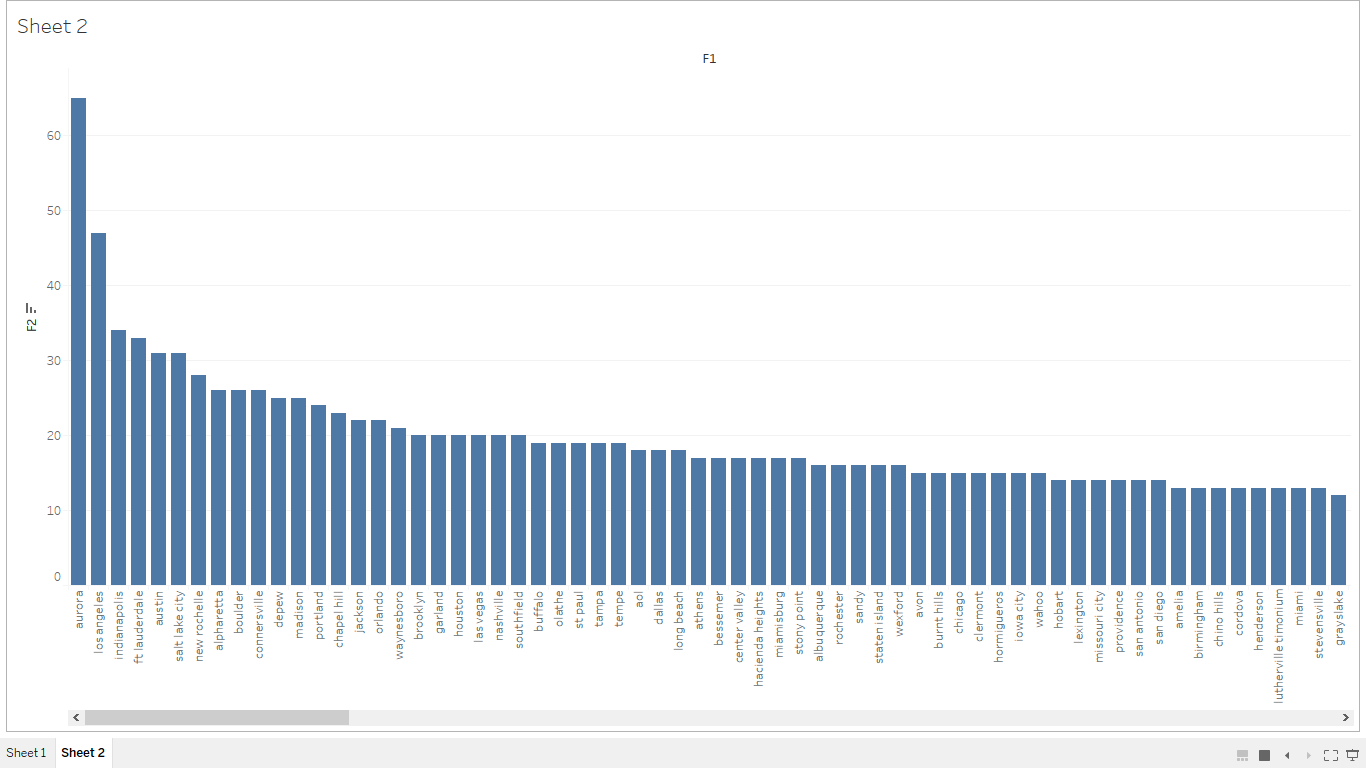 Sheet 2
F1
60
50
40
30
20
10
0
F2
aurora
los angeles
indianapolis
ft lauderdale
austin
salt lake city
new rochelle
alpharetta
boulder
connersville
depew
madison
portland
chapel hill
jackson
orlando
waynesboro
brooklyn
garland
houston
las vegas
nashville
southfield
buffalo
olathe
st paul
tampa
tempe
aol
dallas
long beach
athens
bessemer
center valley
hacienda heights
miamisburg
stony point
albuquerque
rochester
sandy
staten island
wexford
avon
burnt hills
chicago
clermont
hormigueros
iowa city
wahoo
hobart
lexington
missouri city
providence
san antonio
san diego
amelia
birmingham
chino hills
cordova
henderson
lutherville timonium
miami
stevensville
grayslake
Sheet 1
Sheet 2